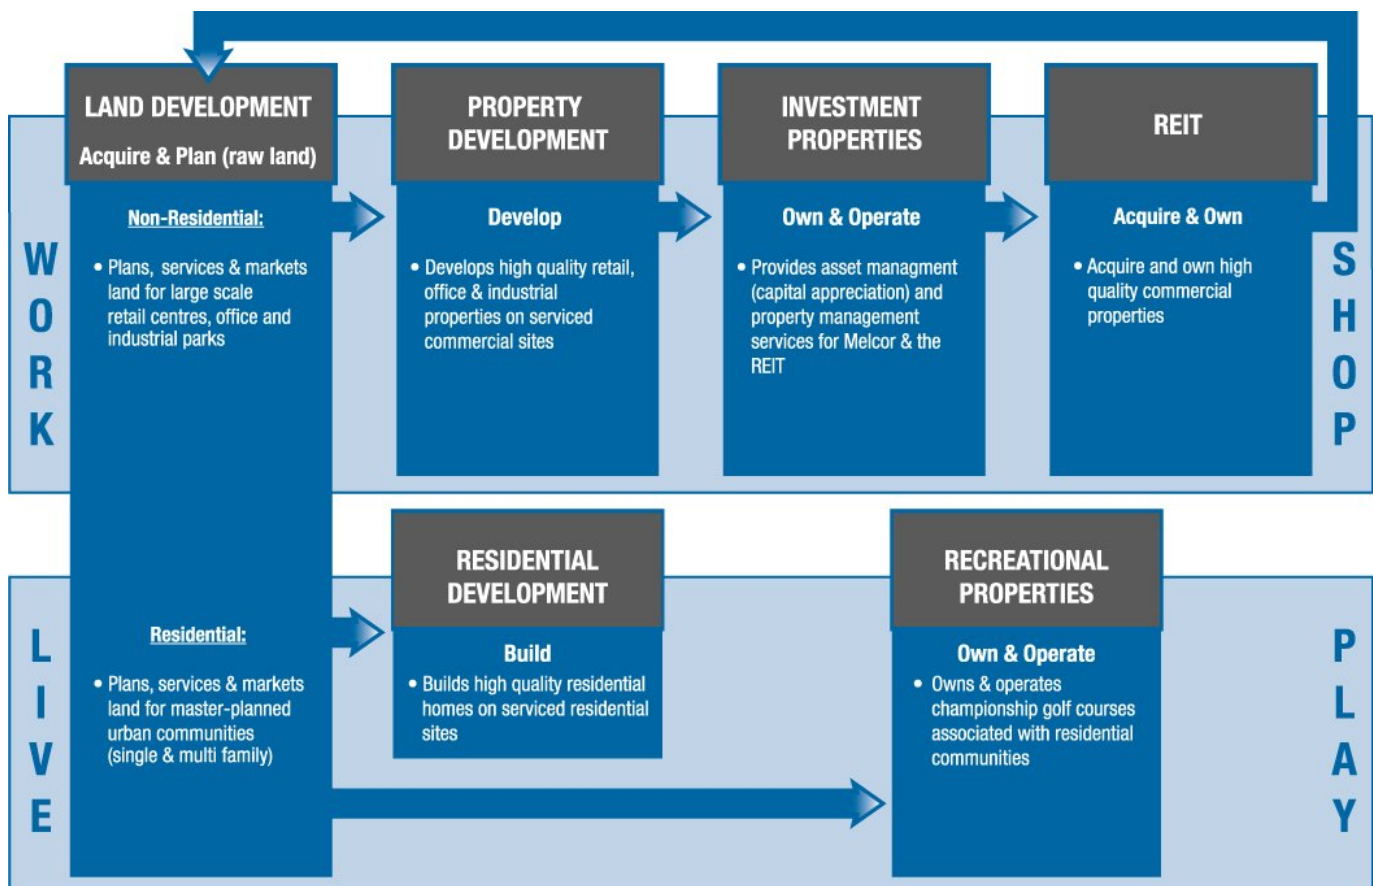 LAND DEVELOPMENT
Acquire & Plan (raw land)
PROPERTY
DEVELOPMENT
INVESTMENT
PROPERTIES
REIT
WORK
Non-Residential:
• Plans, services & markets
land for large scale
retail centres, office and
industrial parks
Develop
• Develops high quality retail,
office & industrial
properties on serviced
commercial sites
Own & Operate
• Provides asset managment
(capital appreciation) and
property management
services for Melcor & the
REIT
Acquire & Own
• Acquire and own high
quality commercial
properties
SHOP
LIVE
Residential:
• Plans, services & markets
land for master-planned
urban communities
(single & multi family)
RESIDENTIAL
DEVELOPMENT
Build
• Builds high quality residential
homes on serviced residential
sites
RECREATIONAL
PROPERTIES
Own & Operate
• Owns & operates
championship golf courses
associated with residential
communities
PLAY